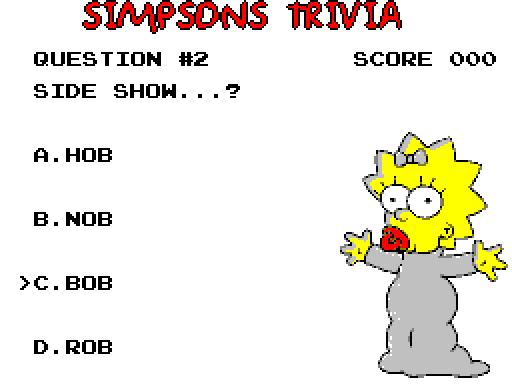 SIMPSONS TRIVIA
QUESTION #2 SCORE 000
SIDE SHOW...?
A.HOB
B.NOB
>C.BOB
D.ROB